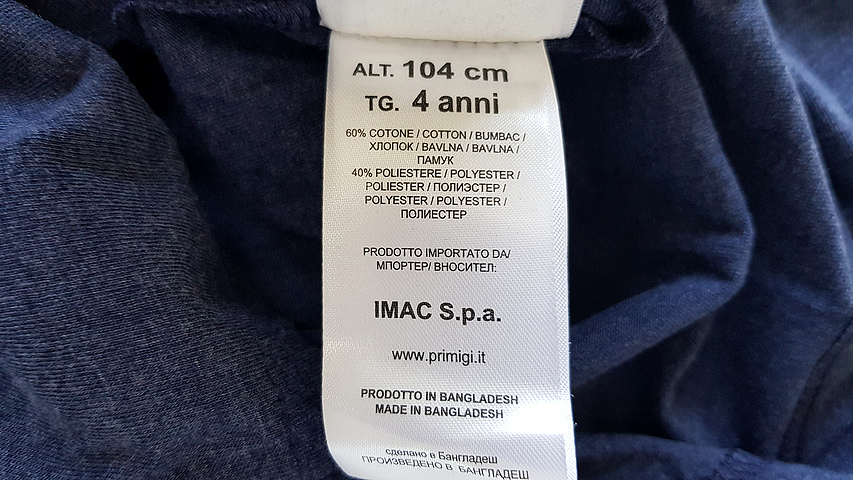 ALT. 104 cm
TG. 4 anni
60% COTONE / COTTON / BUMBAC /
ХЛОПОК / BAVLNA / BAVLNA /
ПАМУК
40% POLIESTERE / POLYESTER /
POLIESTER / ПОЛИЭСТЕР /
POLYESTER / POLYESTER /
ПОЛИЕСТЕР
PRODOTTO IMPORTATO DA/
МПОРТЕР/ ВНОСИТЕЛ:
IMAC S.p.a.
www.primigi.it
PRODOTTO IN BANGLADESH
MADE IN BANGLADESH
сделано в Бангладеш
ПРОИЗВЕДЕНО В БАНГЛАДЕШ